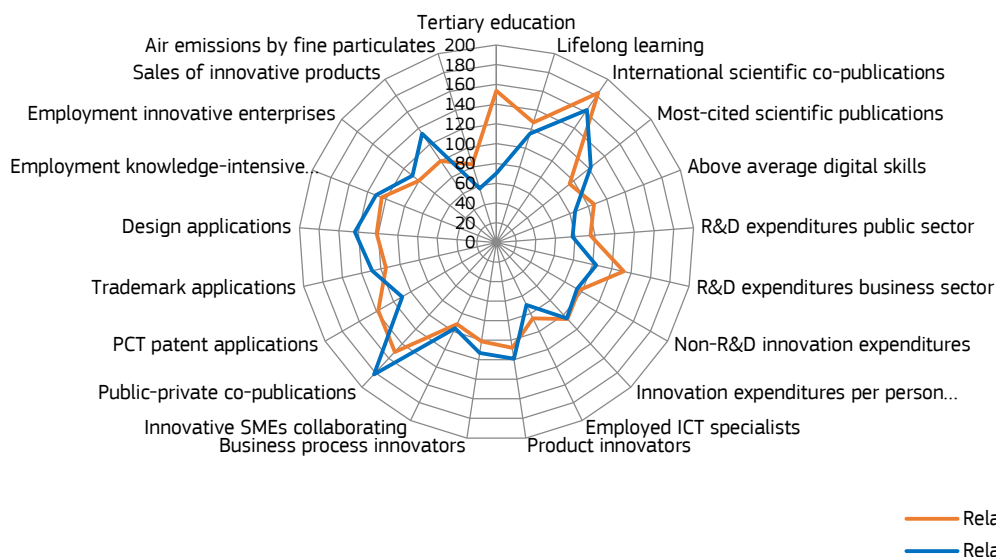 Tertiary education
Air emissions by fine particulates
Lifelong learning
Sales of innovative products
International scientific co-publications
Employment innovative enterprises
Most-cited scientific publications
Employment knowledge-intensive...
Above average digital skills
Design applications
R&D expenditures public sector
Trademark applications
R&D expenditures business sector
PCT patent applications
Non-R&D innovation expenditures
Public-private co-publications
Innovation expenditures per person...
Innovative SMEs collaborating
Employed ICT specialists
Business process innovators
Product innovators
200
180
160
140
120
100
80
60
40
20
0
Rela
Rela